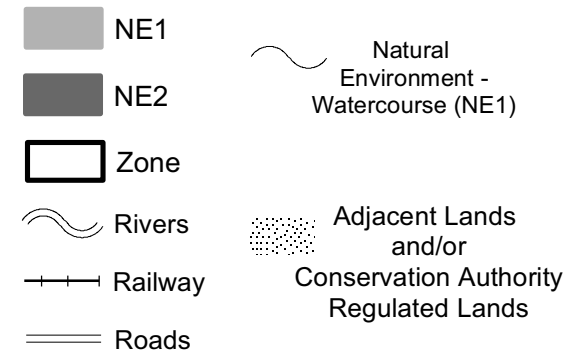 NE1
NE2
Zone
Rivers
Railway
Roads
Natural
Environment -
Watercourse (NE1)
Adjacent Lands
and/or
Conservation Authority
Regulated Lands